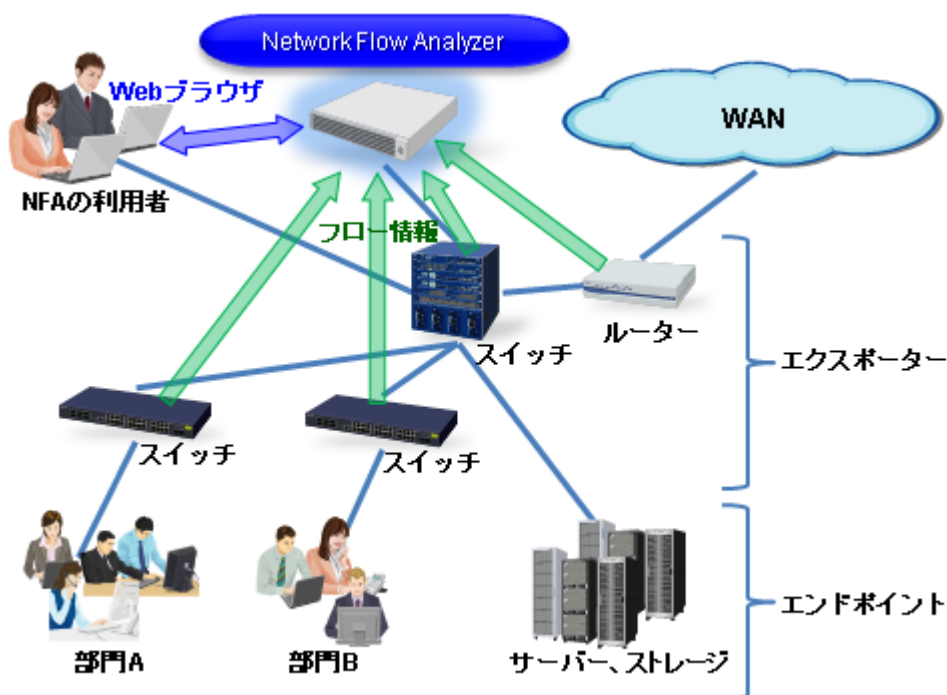 Network Flow Analyzer
Webブラウザ
WAN
NFAの利用者
フロー情報
スイッチ
ルーター
エクスポーター
スイッチ
スイッチ
エンドポイント
部門A
部門B
サーバー、ストレージ